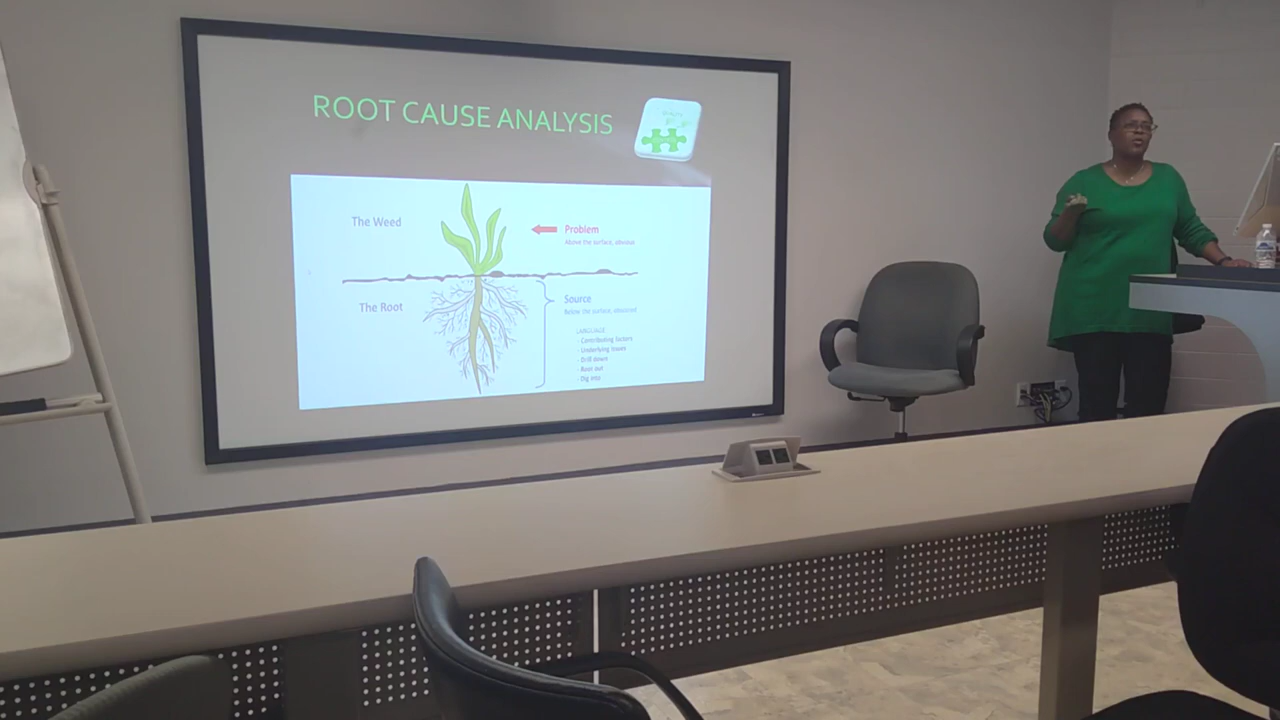 ROOT CAUSE ANALYSIS
The Weed
Problem
Above the surface, obvious
The Root
Source
Below the surface, obscured
LANGUAGE
- Contributing factors
- Underlying issues
- Drill down
- Root out
- Dig into